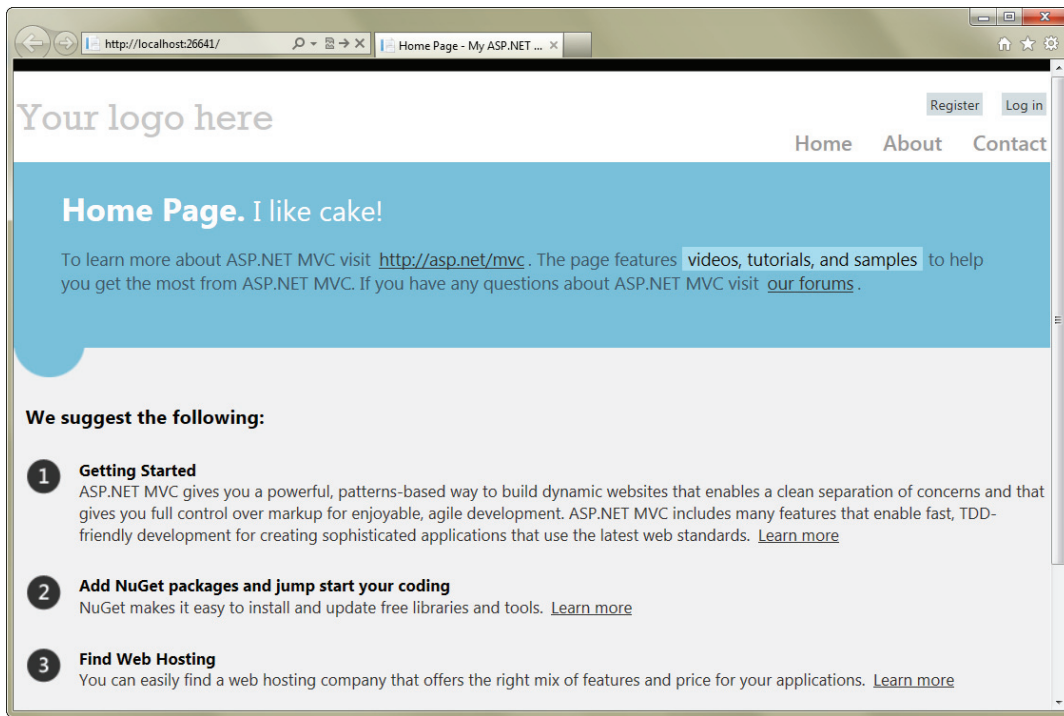 http://localhost:26641/
Home Page - My ASP.NET ...
Your logo here
Register Log in
Home About Contact
Home Page. I like cake!
To learn more about ASP.NET MVC visit http://asp.net/mvc . The page features videos, tutorials, and samples to help
you get the most from ASP.NET MVC. If you have any questions about ASP.NET MVC visit our forums .
We suggest the following:
1 Getting Started
ASP.NET MVC gives you a powerful, patterns-based way to build dynamic websites that enables a clean separation of concerns and that
gives you full control over markup for enjoyable, agile development. ASP.NET MVC includes many features that enable fast, TDD-
friendly development for creating sophisticated applications that use the latest web standards. Learn more
2 Add NuGet packages and jump start your coding
NuGet makes it easy to install and update free libraries and tools. Learn more
3 Find Web Hosting
You can easily find a web hosting company that offers the right mix of features and price for your applications. Learn more